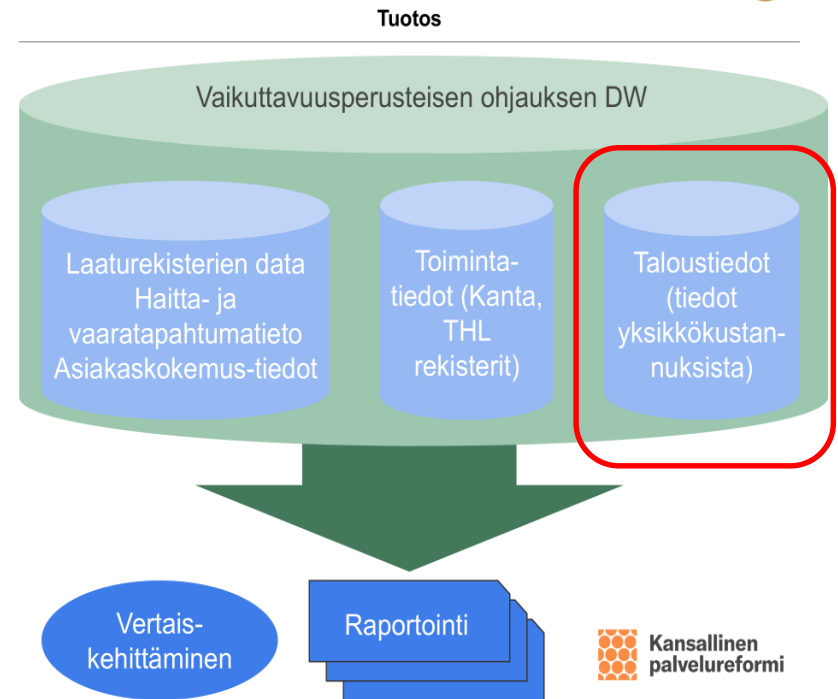 Tuotos
Vaikuttavuusperusteisen ohjauksen DW
Laaturekisterien data
Haitta- ja
vaaratapahtumatieto
Asiakaskokemus-tiedot
Toiminta-
tiedot (Kanta,
THL
rekisterit)
Taloustiedot
(tiedot
yksikkökustan-
nuksista)
Vertais-
kehittäminen
Raportointi
Kansallinen
palvelureformi